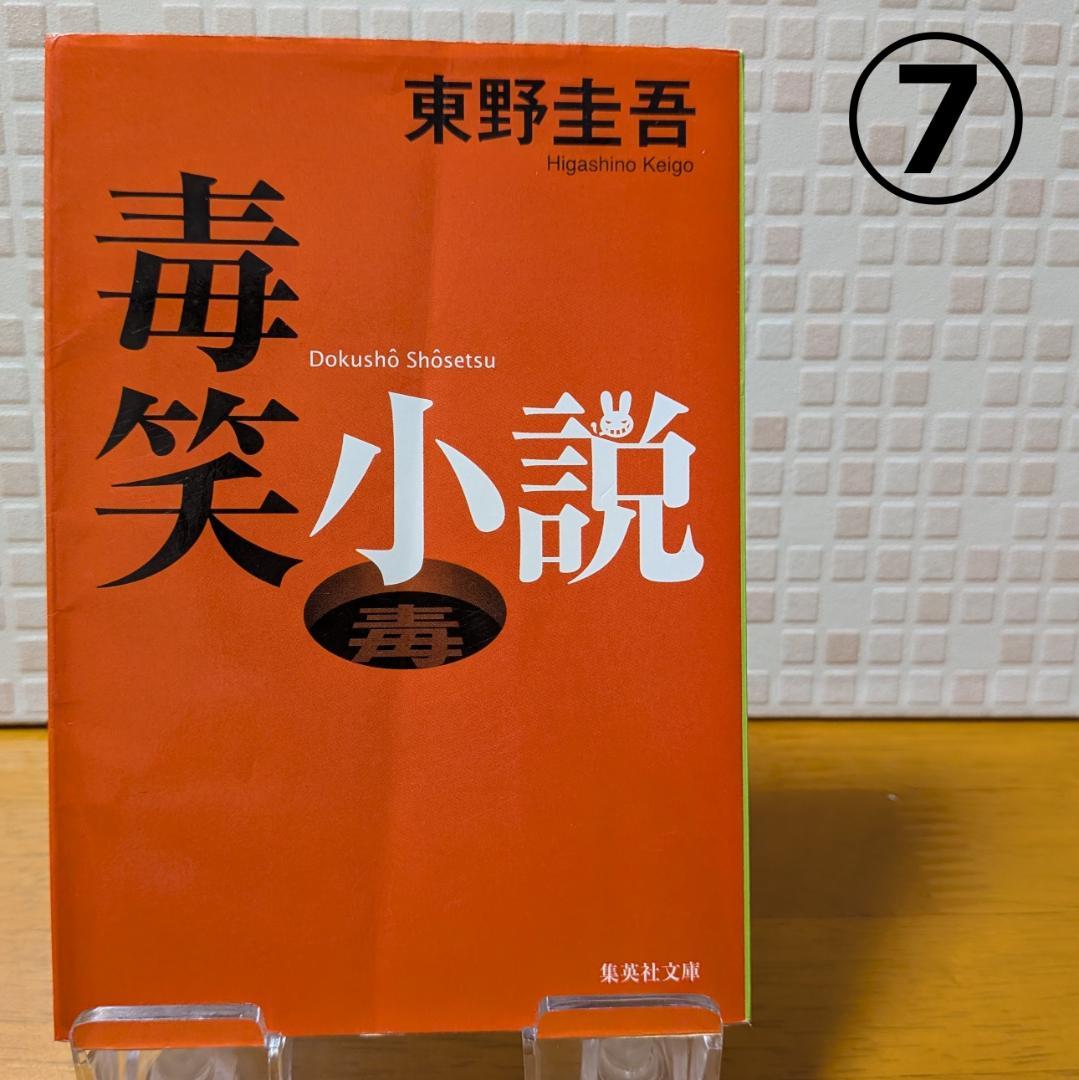 ⑦
東野圭吾
Higashino Keigo
毒笑小説
Dokushô Shôsetsu
毒
集英社文庫